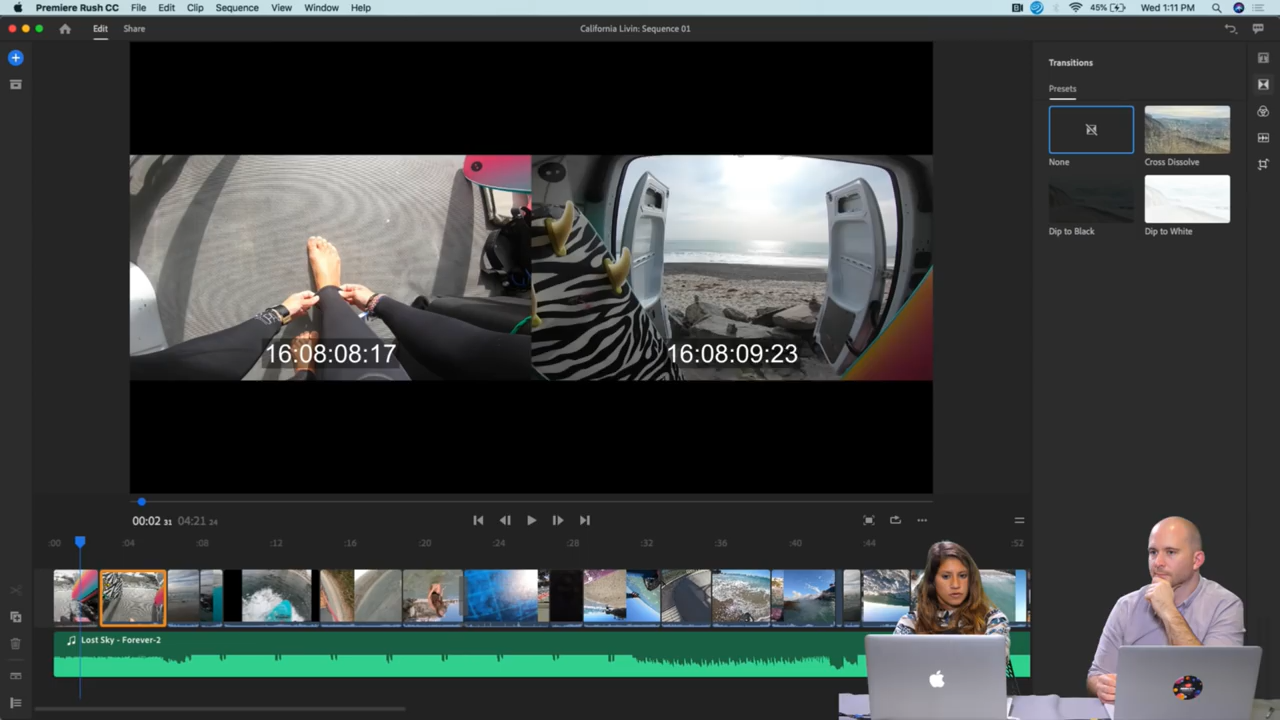 Premiere Rush CC File Edit Clip Sequence View Window Help 45% Wed 1:11 PM
Edit Share California Livin: Sequence 01
Transitions
Presets
None Cross Dissolve
Dip to Black Dip to White
16:08:08:17 16:08:09:23
00:02 31 04:21 24
:00 :04 :08 :12 :16 :20 :24 :28 :32 :36 :40 :44 :52
Lost Sky - Forever-2